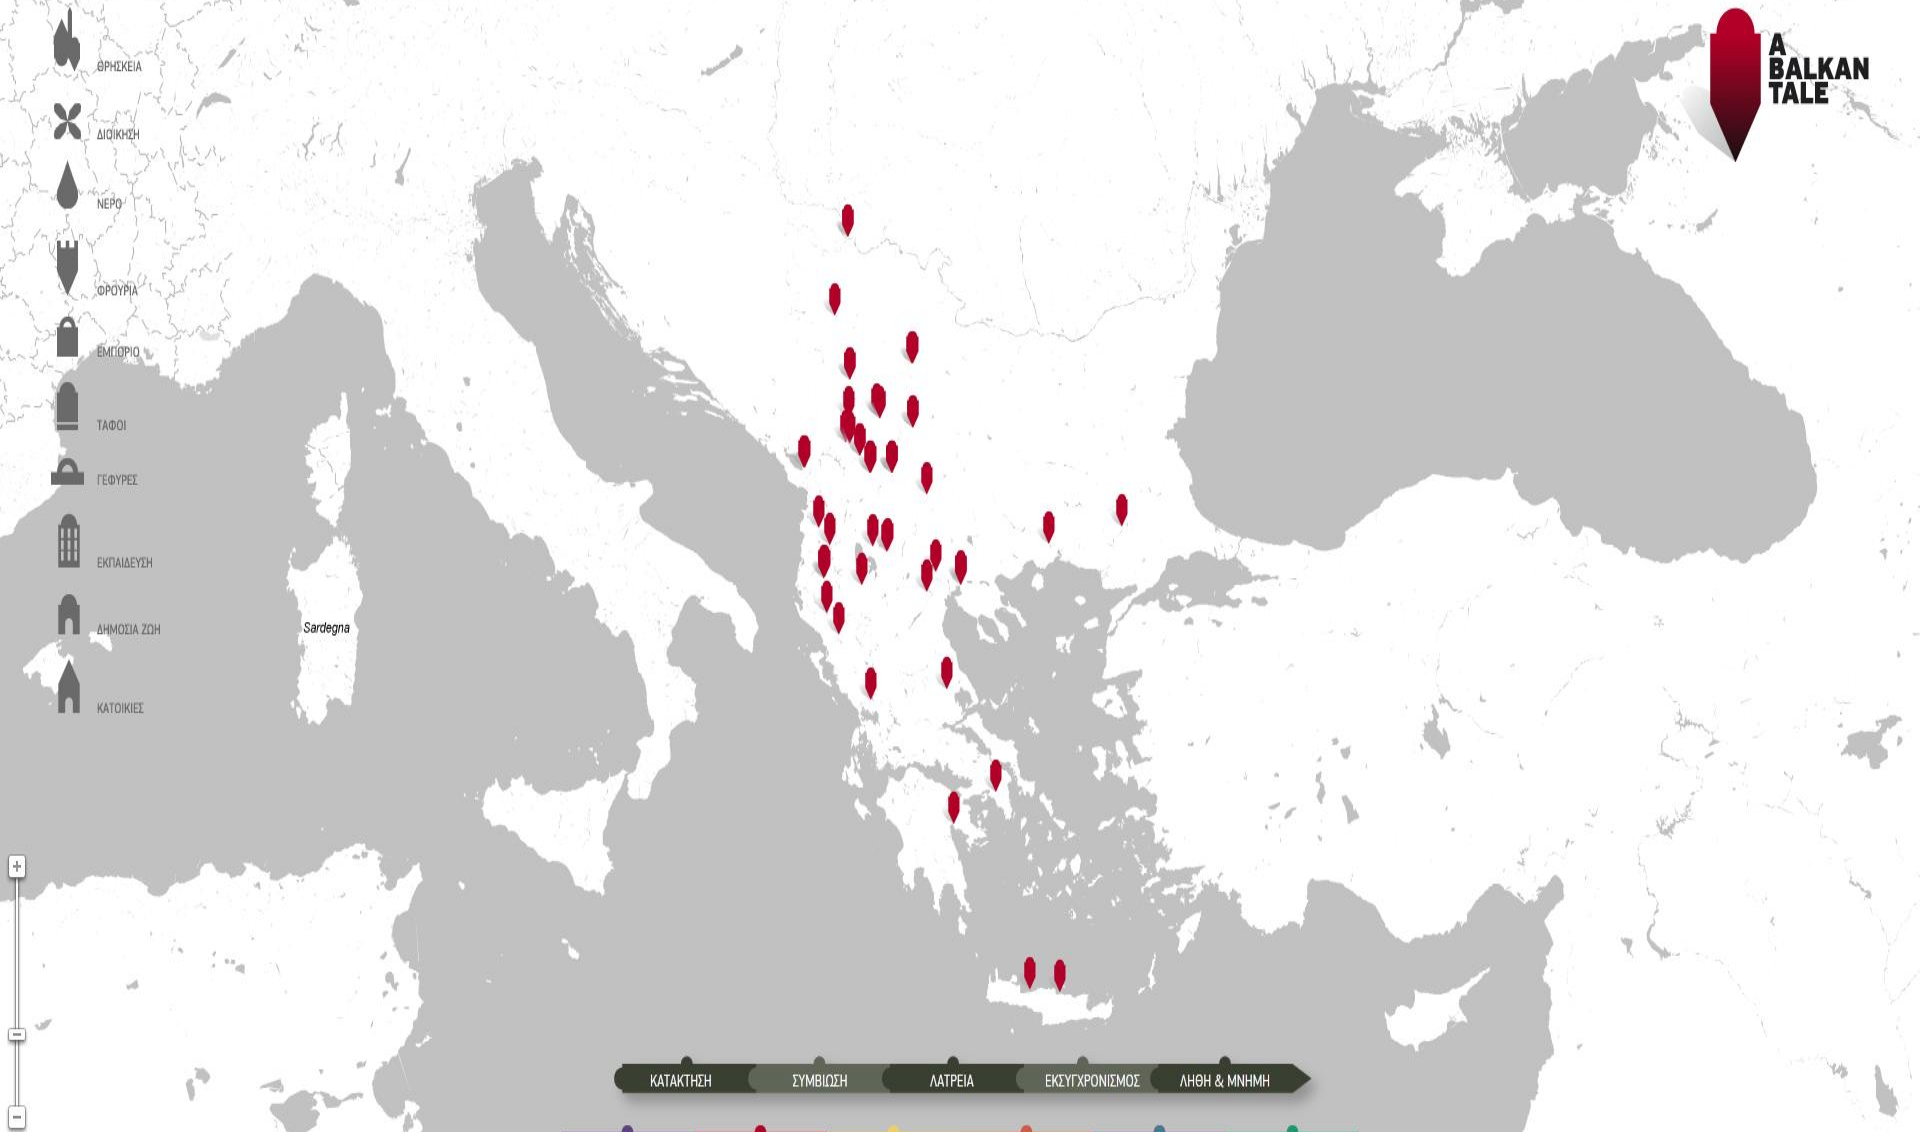 ΘΡΗΣΚΕΙΑ
ΔΙΟΙΚΗΣΗ
ΝΕΡΟ
ΦΡΟΥΡΙΑ
ΕΜΠΟΡΙΟ
ΤΑΦΟΙ
ΓΕΦΥΡΕΣ
ΕΚΠΑΙΔΕΥΣΗ
ΔΗΜΟΣΙΑ ΖΩΗ
ΚΑΤΟΙΚΙΕΣ
A
BALKAN
TALE
Sardegna
ΚΑΤΑΚΤΗΣΗ
ΣΥΜΒΙΩΣΗ
ΛΑΤΡΕΙΑ
ΕΚΣΥΓΧΡΟΝΙΣΜΟΣ
ΛΗΘΗ & ΜΝΗΜΗ